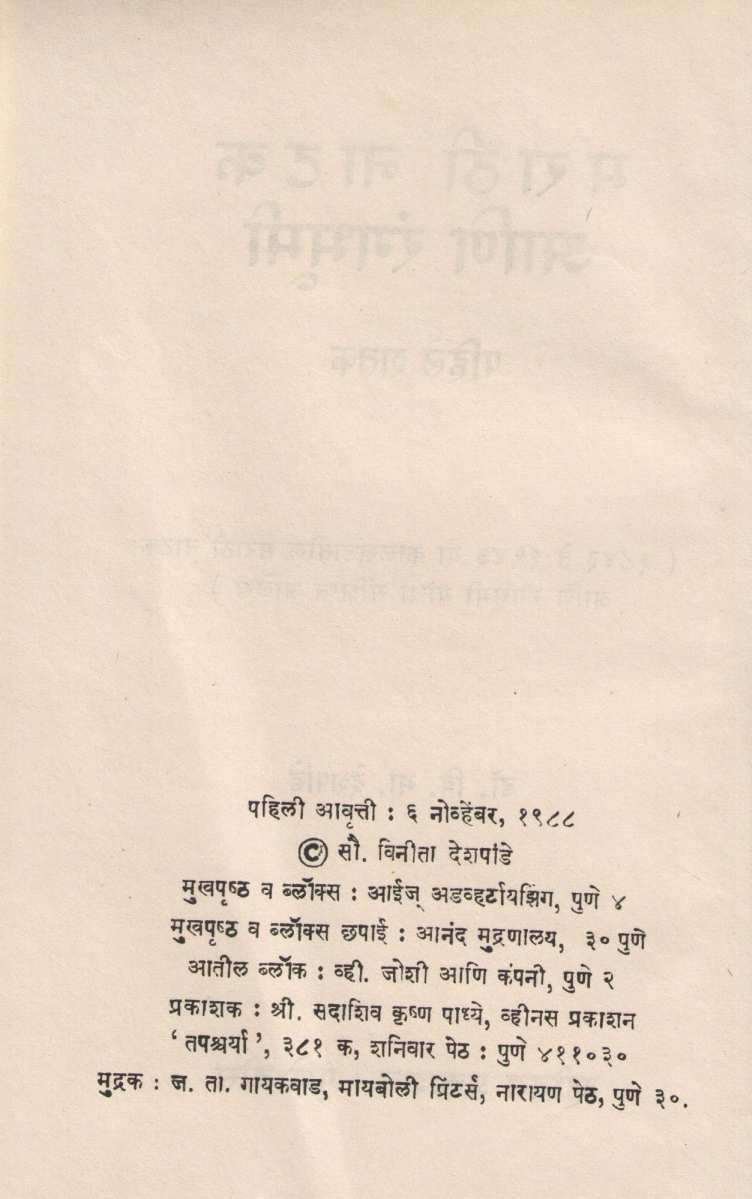 पहिली आवृत्ती : ६ नोव्हेंबर, १९८८
© सौ. विनीता देशपांडे
मुखपृष्ठ व ब्लॉक्स : आईज् अडव्हर्टायझिंग, पुणे ४
मुखपृष्ठ व ब्लॉक्स छपाई : आनंद मुद्रणालय, ३० पुणे
आतील ब्लॉक : व्ही. जोशी आणि कंपनी, पुणे २
प्रकाशक : श्री. सदाशिव कृष्ण पाध्ये, व्हीनस प्रकाशन
‘तपश्चर्या’, ३८१ क, शनिवार पेठ : पुणे ४११०३०
मुद्रक : ज. ता. गायकवाड, मायबोली प्रिंटर्स, नारायण पेठ, पुणे ३०.